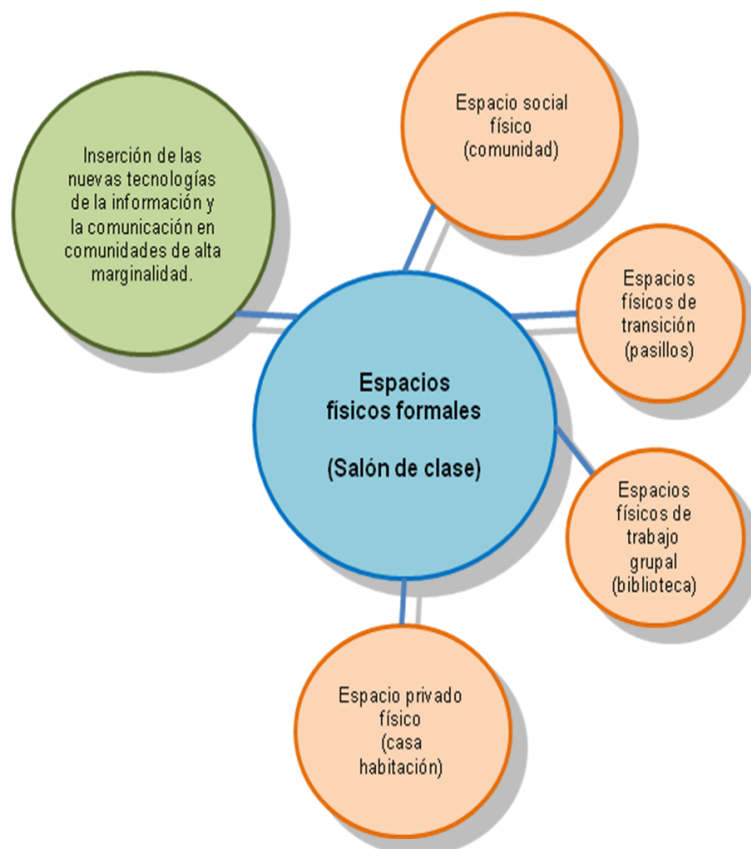 Espacio social
físico
(comunidad)
Inserción de las
nuevas tecnologías
de la información y
la comunicación en
comunidades de alta
marginalidad.
Espacios
físicos de
transición
(pasillos)
Espacios
físicos formales
(Salón de clase)
Espacios
físicos de
trabajo
grupal
(biblioteca)
Espacio privado
físico
(casa
habitación)